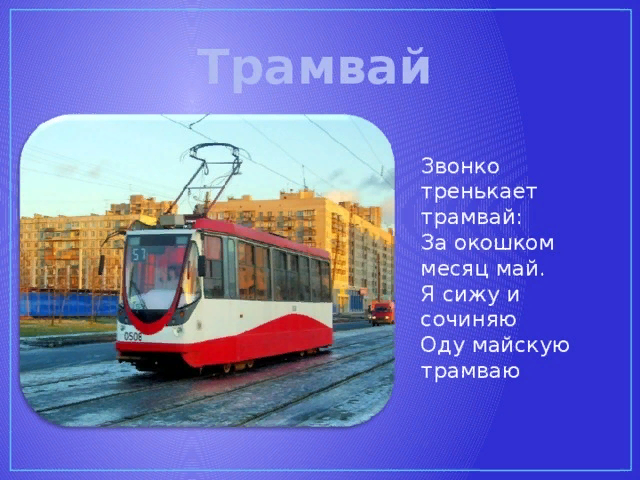 Трамвай
57
0508
Звонко
тренькает
трамвай:
За окошком
месяц май.
Я сижу и
сочиняю
Оду майскую
трамваю